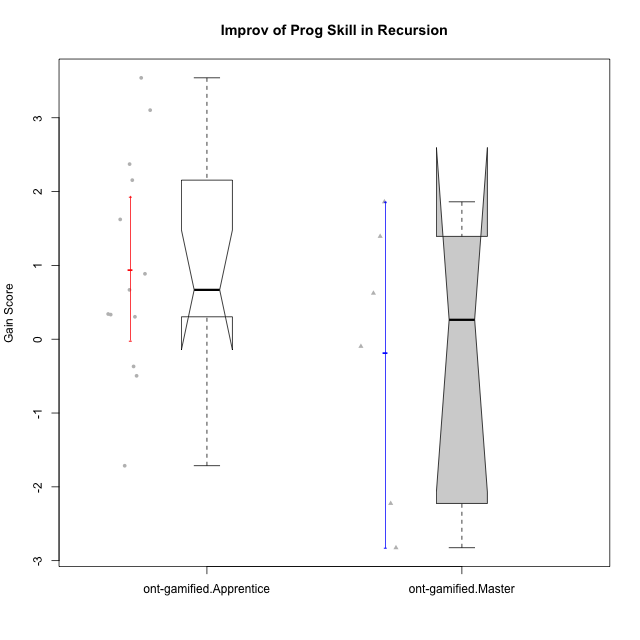 Improv of Prog Skill in Recursion
Gain Score
3
2
1
0
-1
-2
-3
ont-gamified.Apprentice
ont-gamified.Master